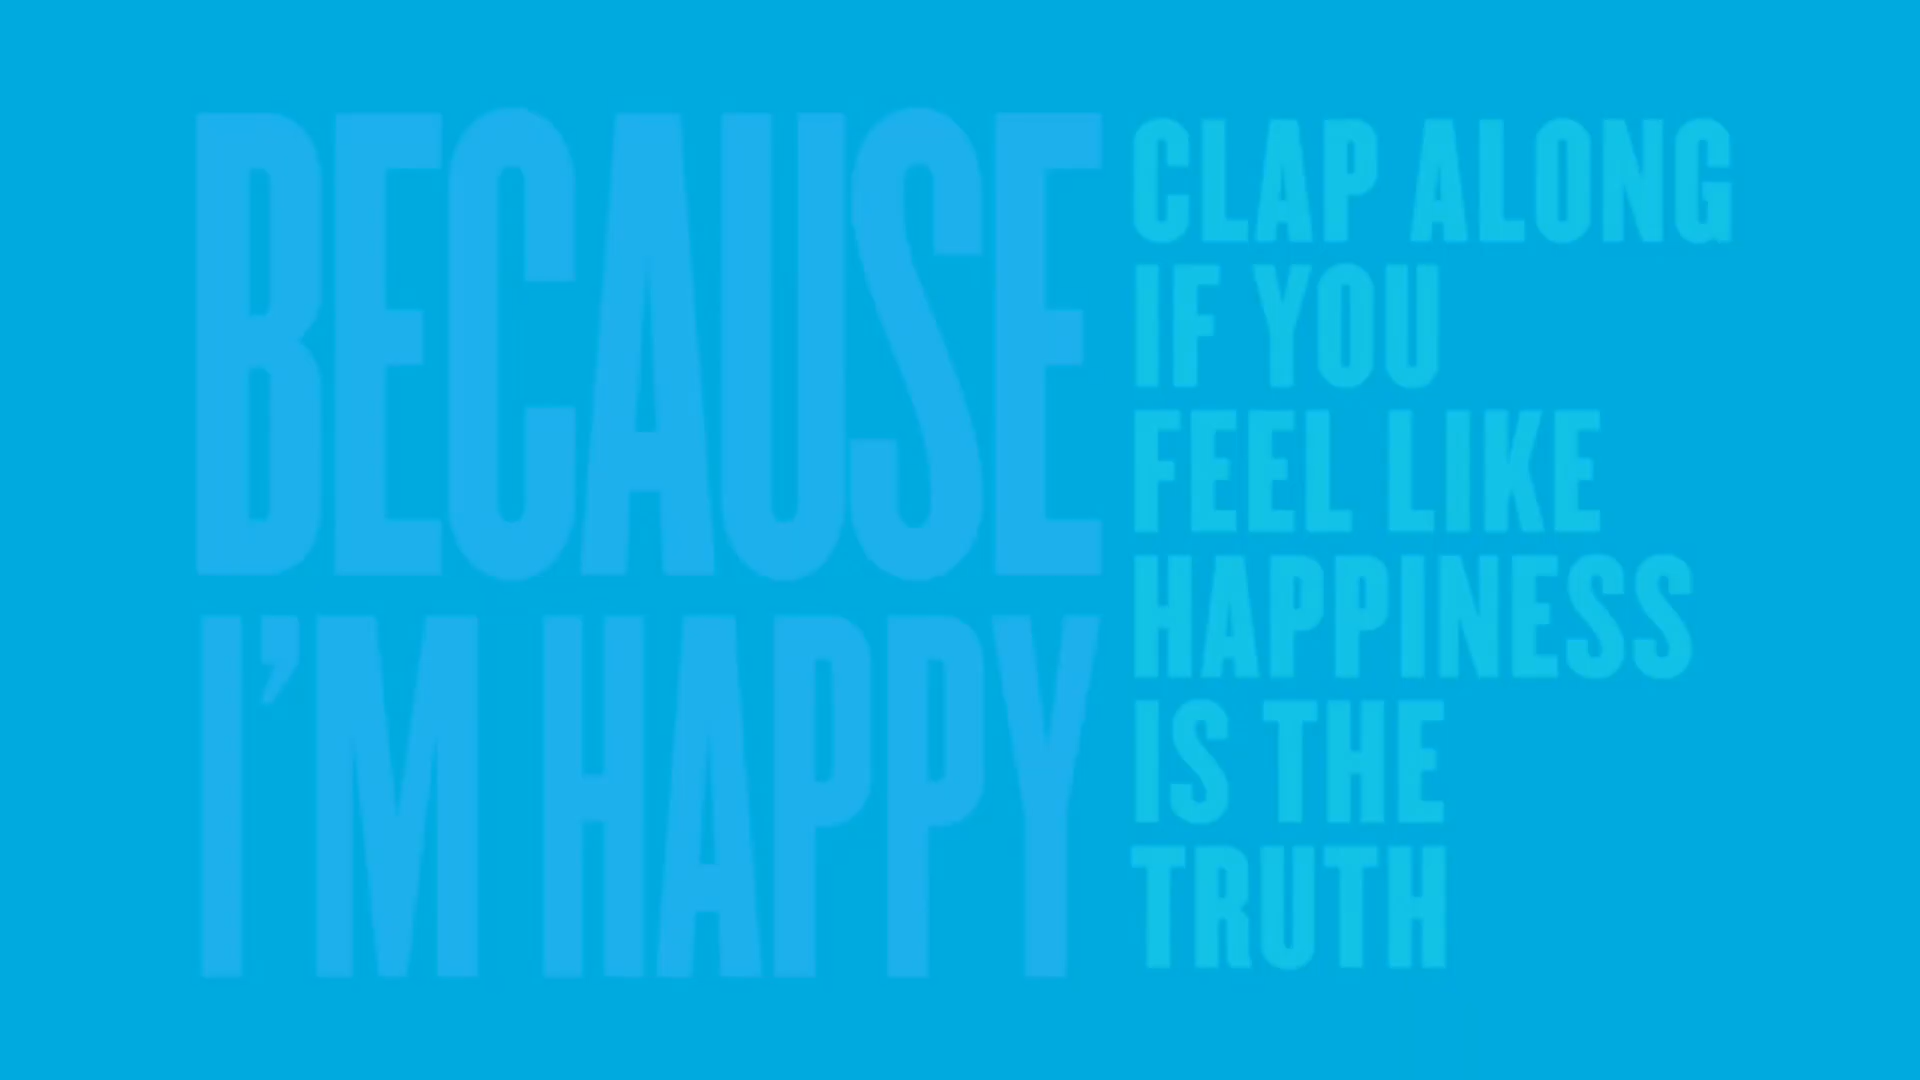 BECAUSE
I'M HAPPY
CLAP ALONG
IF YOU
FEEL LIKE
HAPPINESS
IS THE
TRUTH